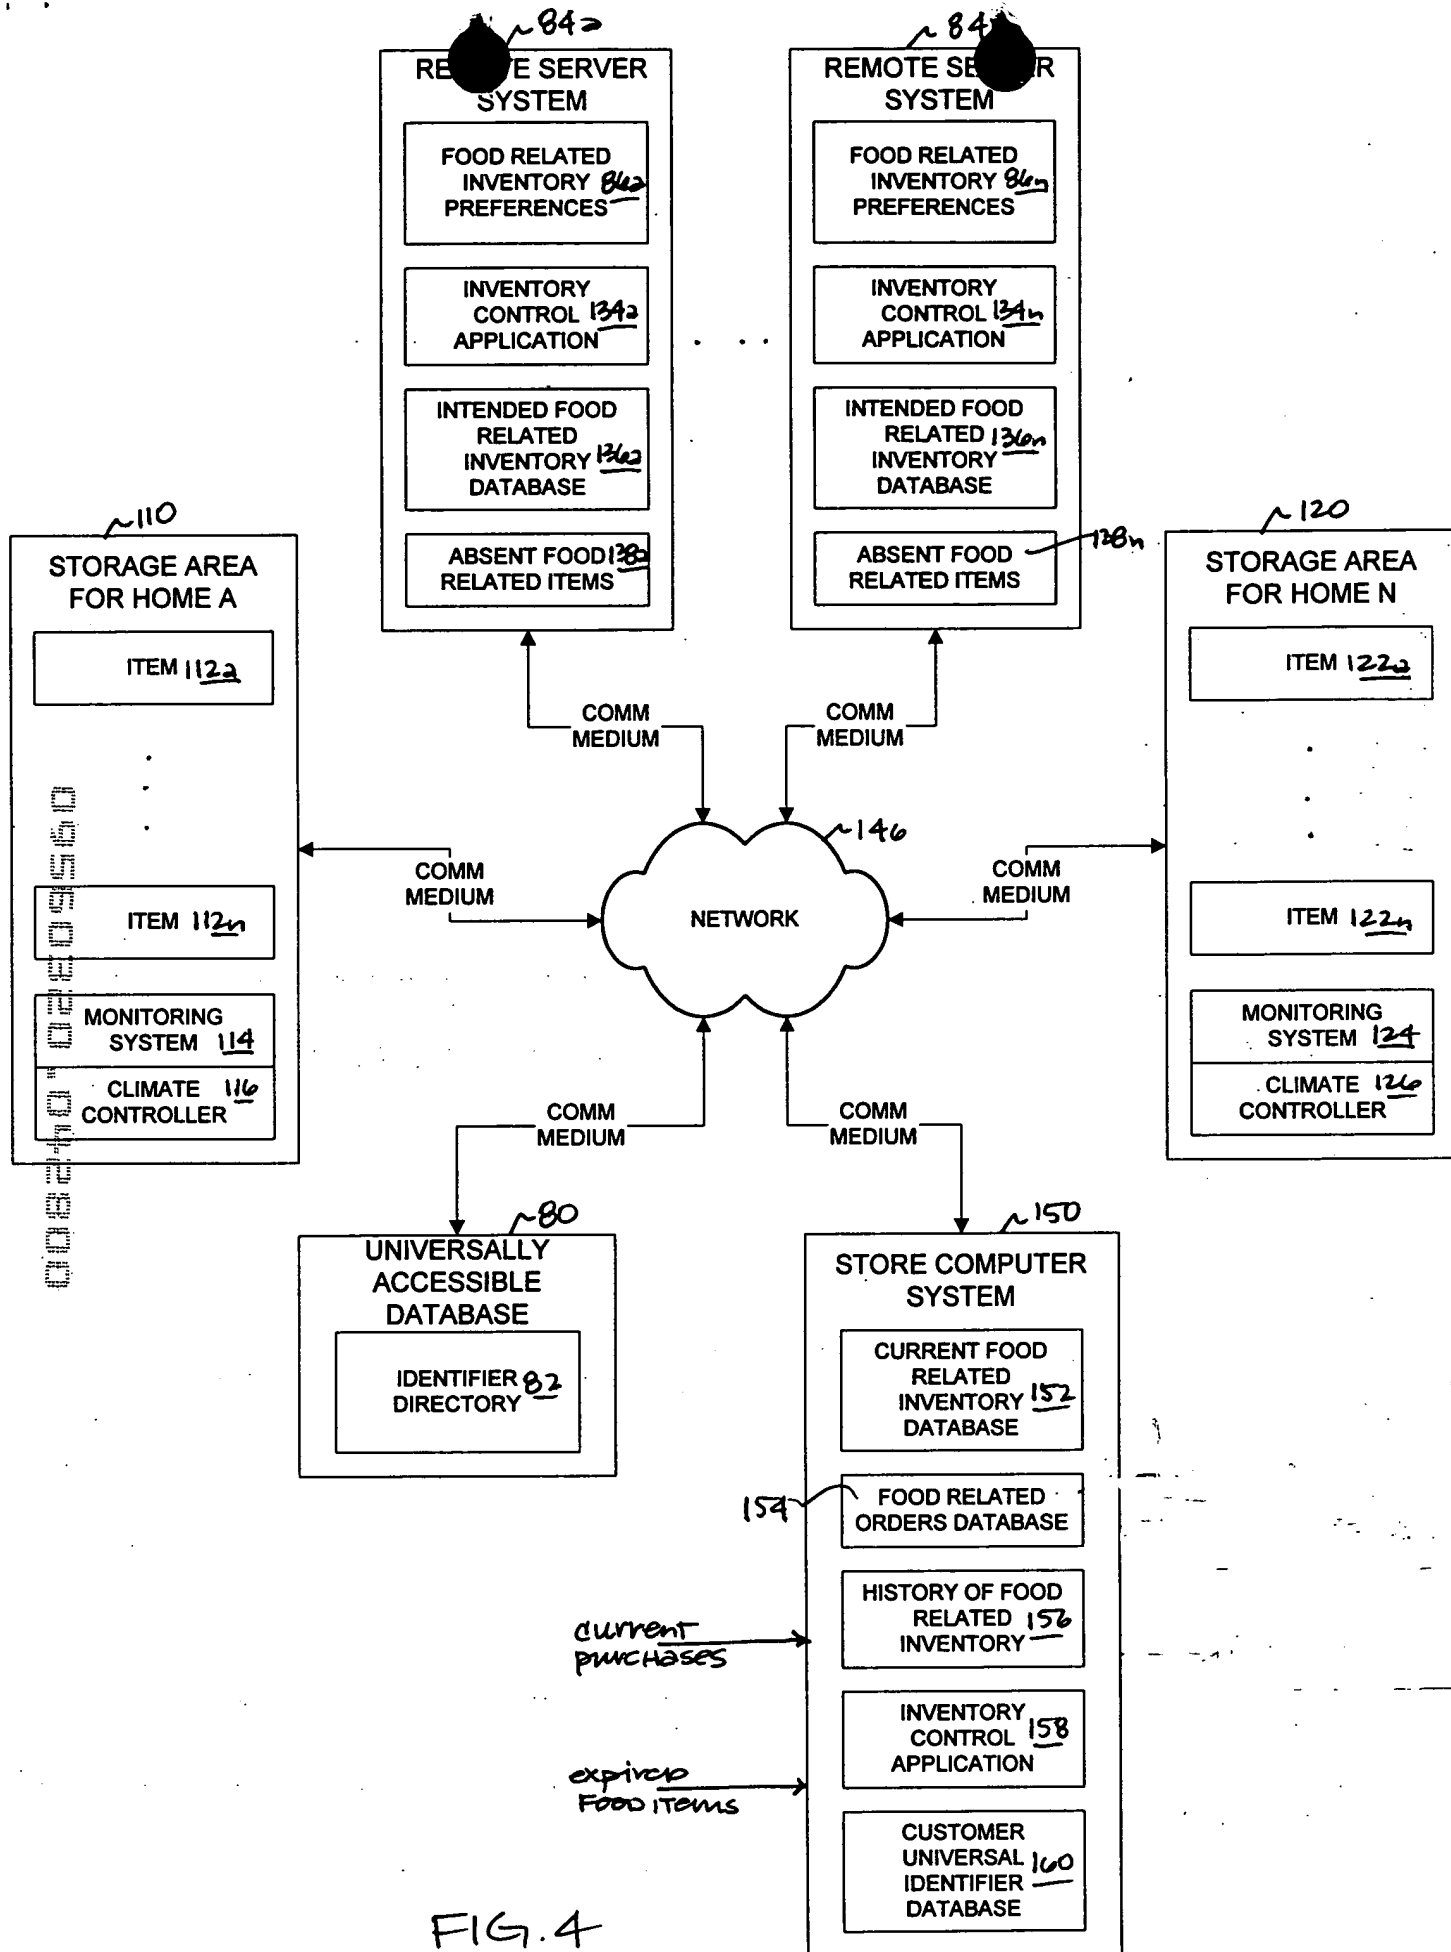 ~84a
REMOTE SERVER
SYSTEM
FOOD RELATED
INVENTORY 86a
PREFERENCES
INVENTORY
CONTROL 134a
APPLICATION
INTENDED FOOD
RELATED
INVENTORY 136a
DATABASE
ABSENT FOOD 138a
RELATED ITEMS
. . . .
~84
REMOTE SERVER
SYSTEM
FOOD RELATED
INVENTORY 86n
PREFERENCES
INVENTORY
CONTROL 134n
APPLICATION
INTENDED FOOD
RELATED 136n
INVENTORY
DATABASE
ABSENT FOOD
RELATED ITEMS
138n
~110
STORAGE AREA
FOR HOME A
ITEM 112a
.
.
.
ITEM 112n
MONITORING
SYSTEM 114
CLIMATE 116
CONTROLLER
~120
STORAGE AREA
FOR HOME N
ITEM 122a
.
.
.
ITEM 122n
MONITORING
SYSTEM 124
CLIMATE 126
CONTROLLER
COMM
MEDIUM
COMM
MEDIUM
COMM
MEDIUM
~146
NETWORK
COMM
MEDIUM
COMM
MEDIUM
COMM
MEDIUM
~80
UNIVERSALLY
ACCESSIBLE
DATABASE
IDENTIFIER 82
DIRECTORY
~150
STORE COMPUTER
SYSTEM
CURRENT FOOD
RELATED
INVENTORY 152
DATABASE
154
FOOD RELATED
ORDERS DATABASE
HISTORY OF FOOD
RELATED 156
INVENTORY
current
purchases
INVENTORY
CONTROL 158
APPLICATION
expired
Food items
CUSTOMER
UNIVERSAL 160
IDENTIFIER
DATABASE
FIG. 4